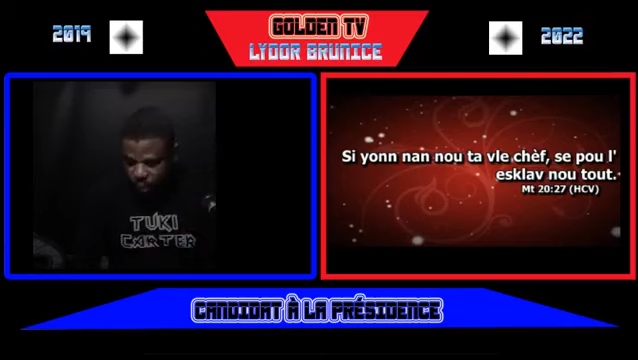 2019
GOLDEN TV
LYDOR BRUNICE
2022
Si yonn nan nou ta vle chèf, se pou l'
esklav nou tout.
Mt 20:27 (HCV)
TUKI
CARTER
CANDIDAT À LA PRÉSIDENCE